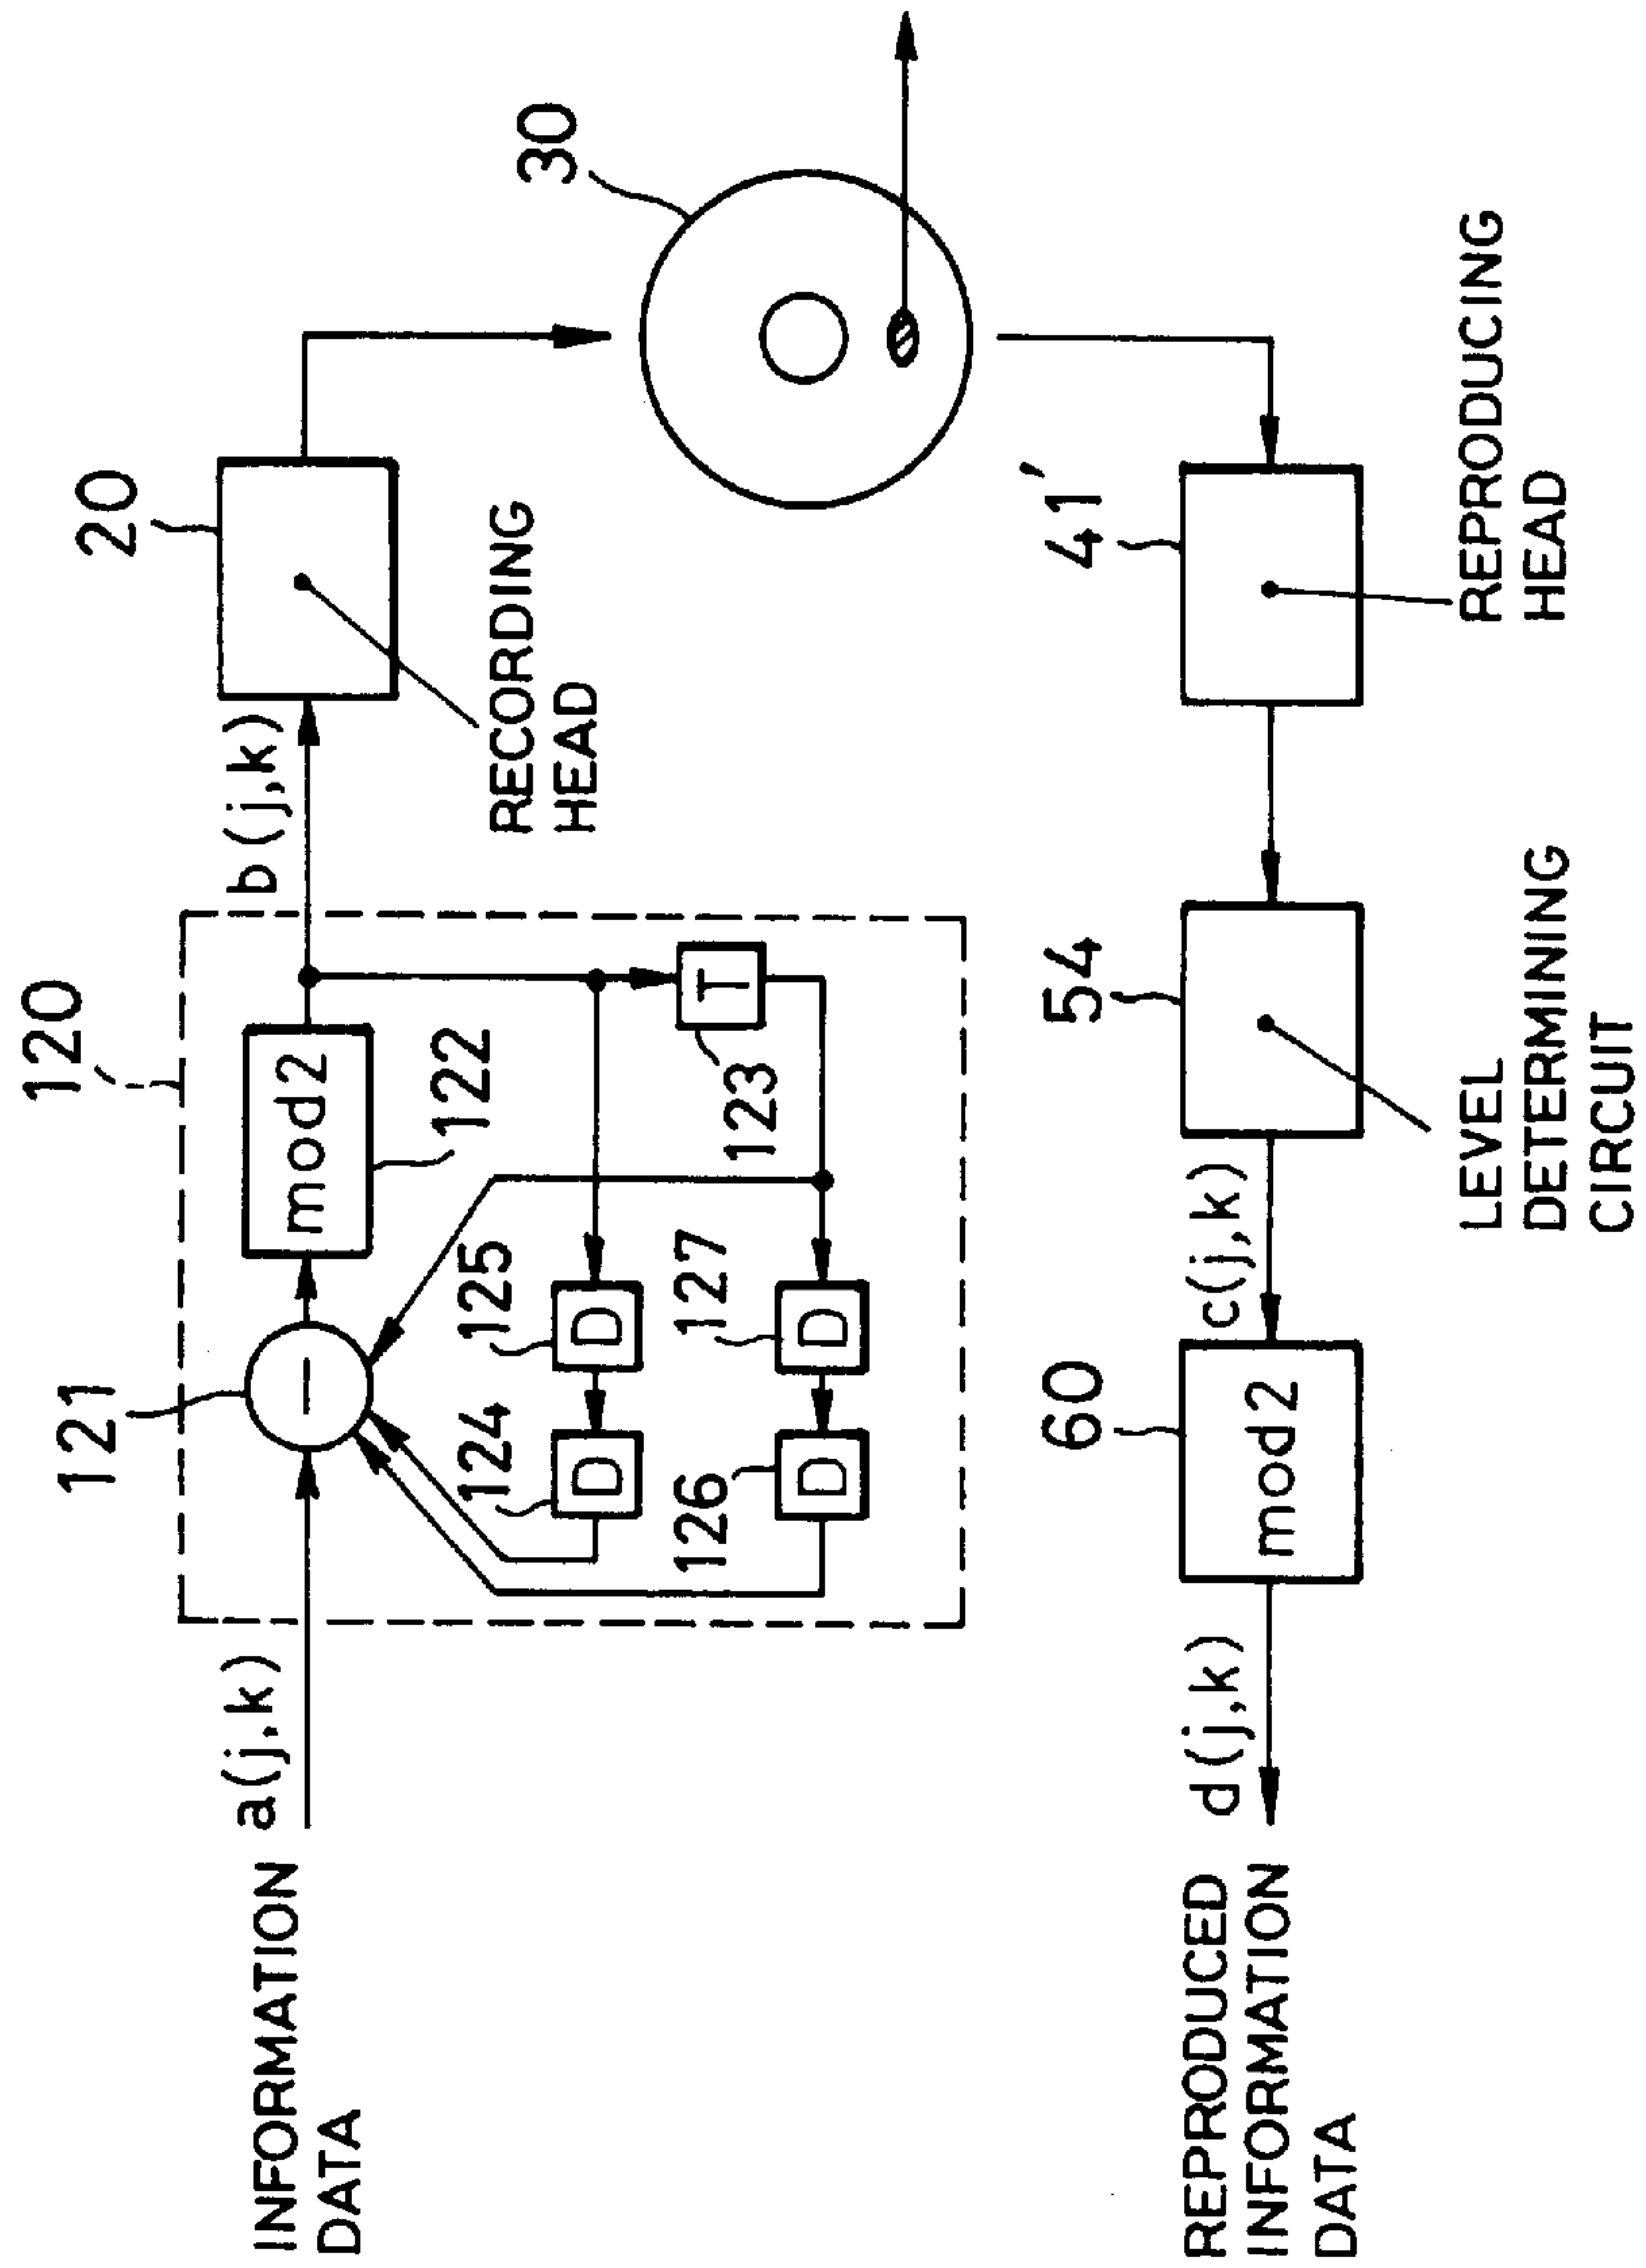 120
121
INFORMATION
DATA
a(j,k)
mod2
122
b(j,k)
20
RECORDING
HEAD
124
D
125
D
T
123
126
D
127
D
30
REPRODUCED
INFORMATION
DATA
d(j,k)
60
mod2
c(j,k)
54
LEVEL
DETERMINING
CIRCUIT
41'
REPRODUCING
HEAD